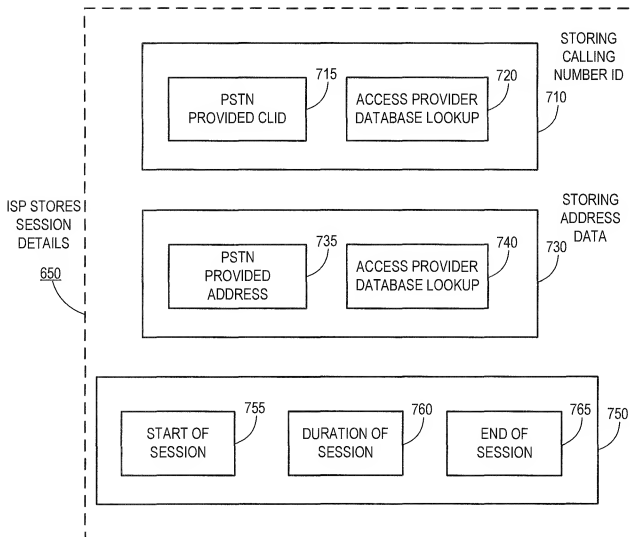 STORING
CALLING
NUMBER ID
710
PSTN
PROVIDED CLID
715
ACCESS PROVIDER
DATABASE LOOKUP
720
ISP STORES
SESSION
DETAILS
650
STORING
ADDRESS
DATA
730
PSTN
PROVIDED
ADDRESS
735
ACCESS PROVIDER
DATABASE LOOKUP
740
START OF
SESSION
755
DURATION OF
SESSION
760
END OF
SESSION
765
750